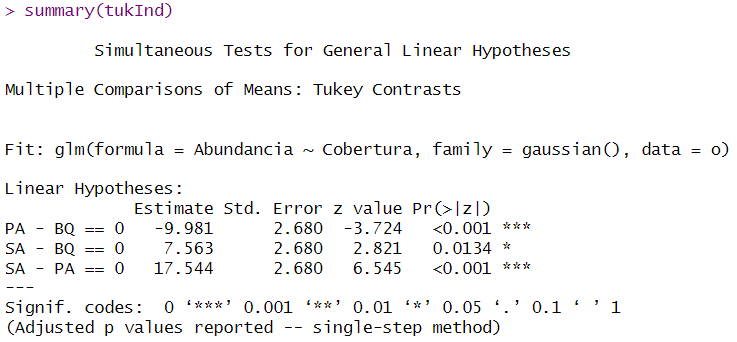 > summary(tukInd)
Simultaneous Tests for General Linear Hypotheses
Multiple Comparisons of Means: Tukey Contrasts
Fit: glm(formula = Abundancia ~ Cobertura, family = gaussian(), data = o)
Linear Hypotheses:
Estimate Std. Error z value Pr(>|z|)
PA - BQ == 0 -9.981 2.680 -3.724 <0.001 ***
SA - BQ == 0 7.563 2.680 2.821 0.0134 *
SA - PA == 0 17.544 2.680 6.545 <0.001 ***
---
Signif. codes: 0 ‘***’ 0.001 ‘**’ 0.01 ‘*’ 0.05 ‘.’ 0.1 ‘ ’ 1
(Adjusted p values reported -- single-step method)